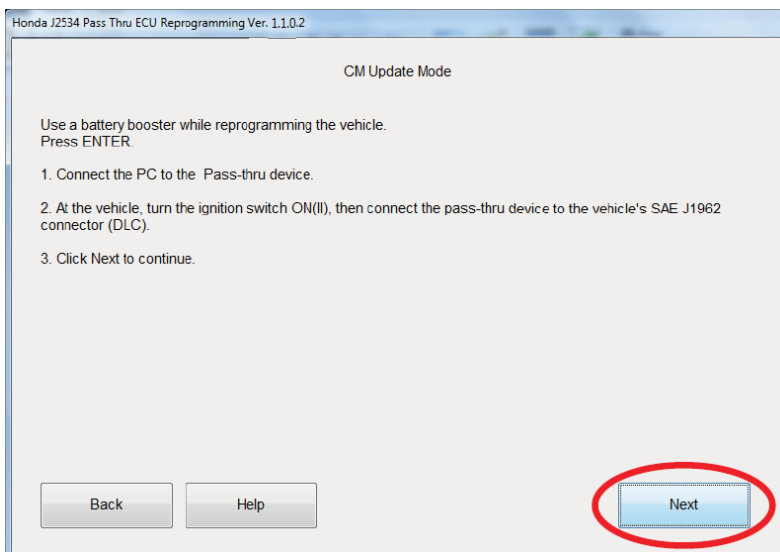 Honda J2534 Pass Thru ECU Reprogramming Ver. 1.1.0.2
CM Update Mode
Use a battery booster while reprogramming the vehicle.
Press ENTER.
1. Connect the PC to the Pass-thru device.
2. At the vehicle, turn the ignition switch ON(II), then connect the pass-thru device to the vehicle's SAE J1962
connector (DLC).
3. Click Next to continue.
Back
Help
Next